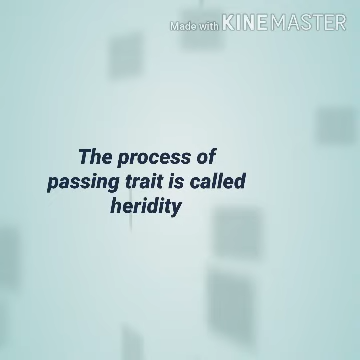 Made with KINEMASTER
The process of
passing trait is called
heridity